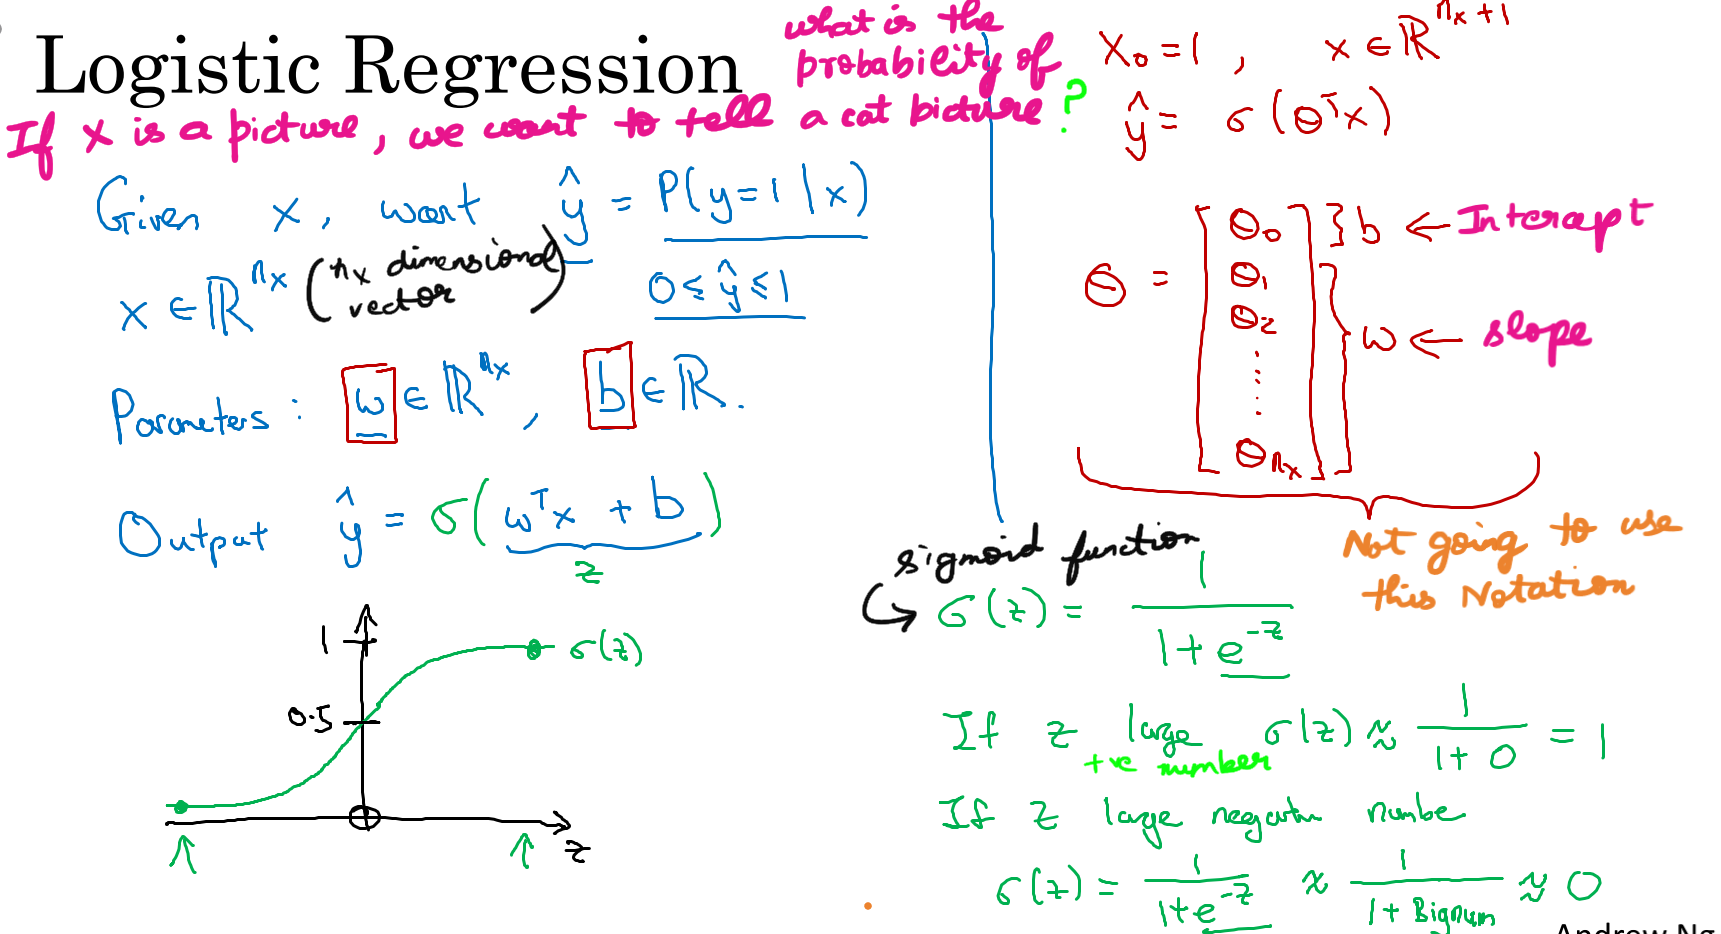 Logistic Regression
what is the
probability of
If x is a picture, we want to tell a cat picture ?
Given x, want ŷ = P(y=1|x)
x ∈ ℝ^nx (nx dimensional vector)
0 ≤ ŷ ≤ 1
Parameters : w ∈ ℝ^nx, b ∈ ℝ.
Output ŷ = σ(wᵀx + b)
z
1
0.5
σ(z)
z
x₀ = 1, x ∈ ℝ^nx+1
ŷ = σ(θᵀx)
θ = [θ₀ θ₁ θ₂ ⋮ θnx]
} b ← Intercept
} w ← slope
Not going to use
this Notation
sigmoid function
σ(z) = 1 / (1 + e^-z)
If z large σ(z) ≈ 1 / (1 + 0) = 1
+ve number
If z large negative number
σ(z) = 1 / (1 + e^-z) ≈ 1 / (1 + Bignum) ≈ 0
Andrew Ng